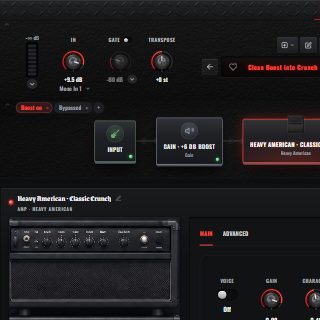 -∞ dB
IN
GATE
TRANSPOSE
+9.5 dB
-80 dB
+0 st
Mono In 1
Clean Boost into Crunch
Boost on
Bypassed
+
INPUT
GAIN · +6 DB BOOST
Gain
HEAVY AMERICAN · CLASSIC
Heavy American
Heavy American · Classic Crunch
AMP · HEAVY AMERICAN
MAIN
ADVANCED
VOICE
GAIN
CHARAC
Off